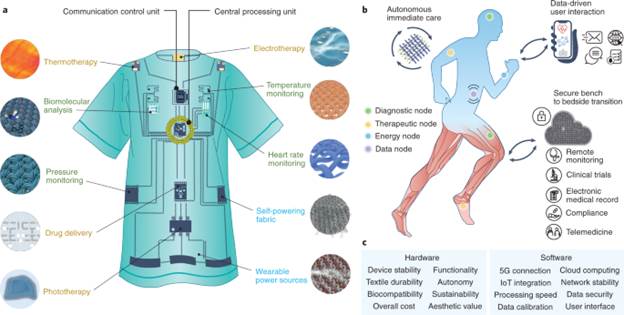 a
Communication control unit
Central processing unit
Thermotherapy
Electrotherapy
Biomolecular
analysis
Temperature
monitoring
Pressure
monitoring
Heart rate
monitoring
Drug delivery
Self-powering
fabric
Phototherapy
Wearable
power sources
b
Autonomous
immediate care
Data-driven
user interaction
Diagnostic node
Therapeutic node
Energy node
Data node
Secure bench to
bedside transition
Remote
monitoring
Clinical trials
Electronic
medical record
Compliance
Telemedicine
c
Hardware
Device stability Functionality
Textile durability Autonomy
Biocompatibility Sustainability
Overall cost Aesthetic value
Software
5G connection Cloud computing
IoT integration Network stability
Processing speed Data security
Data calibration User interface